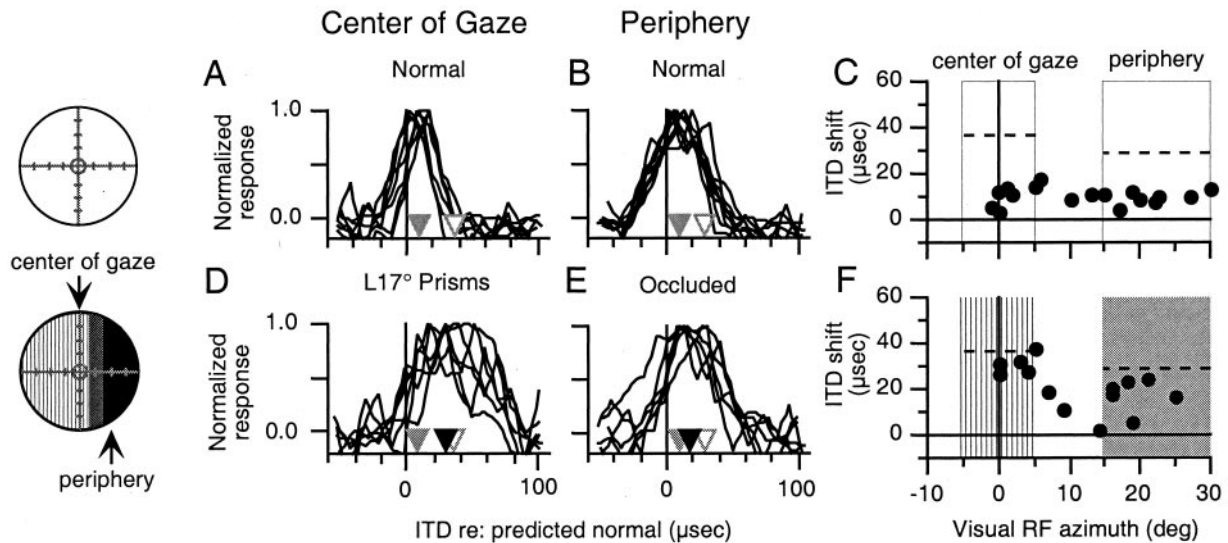 Center of Gaze
Periphery
A
Normal
B
Normal
C
center of gaze
periphery
Normalized response
1.0
0.0
ITD shift (µsec)
60
40
20
0
center of gaze
periphery
D
L17° Prisms
E
Occluded
F
Normalized response
1.0
0.0
0
100
0
100
ITD re: predicted normal (µsec)
ITD shift (µsec)
60
40
20
0
-10
0
10
20
30
Visual RF azimuth (deg)